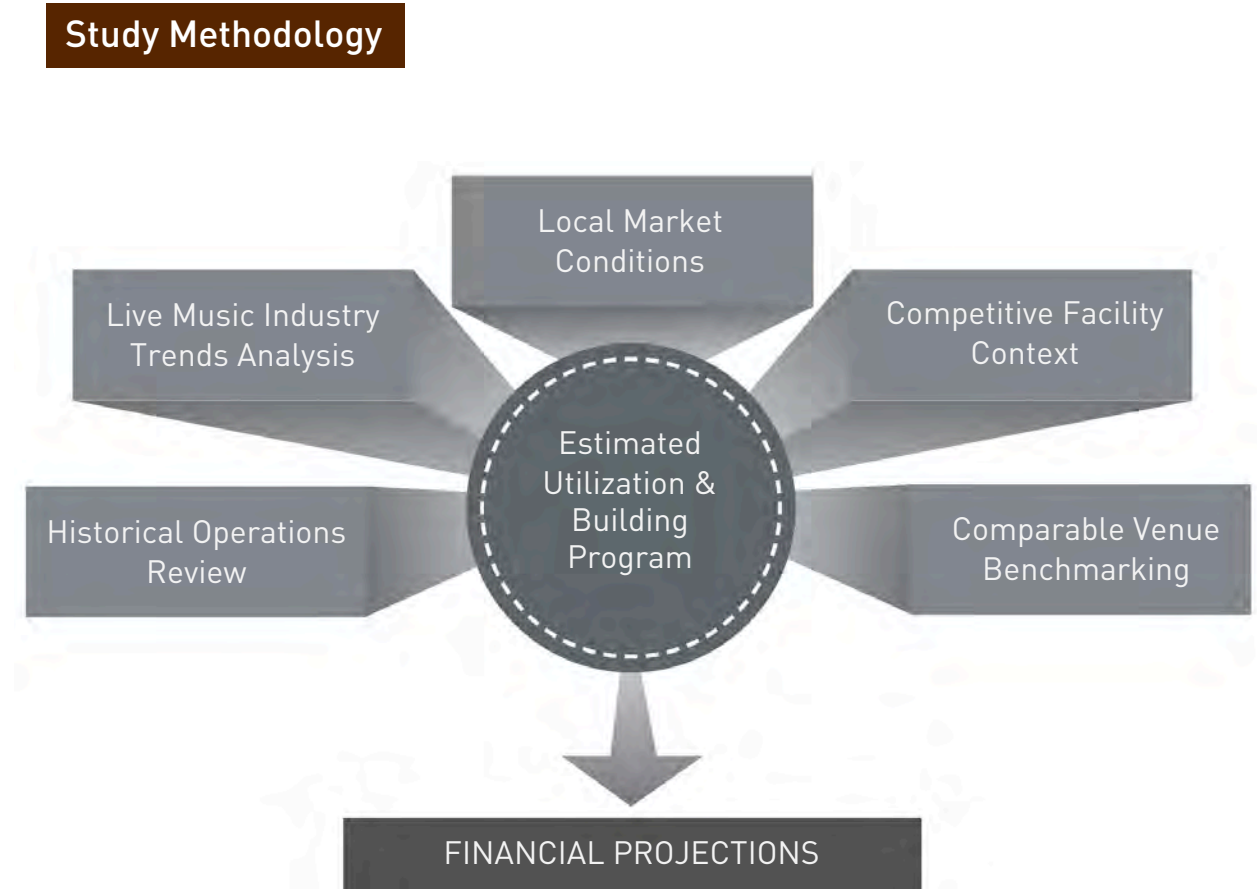 Study Methodology
Local Market
Conditions
Live Music Industry
Trends Analysis
Competitive Facility
Context
Estimated
Utilization &
Building
Program
Historical Operations
Review
Comparable Venue
Benchmarking
FINANCIAL PROJECTIONS